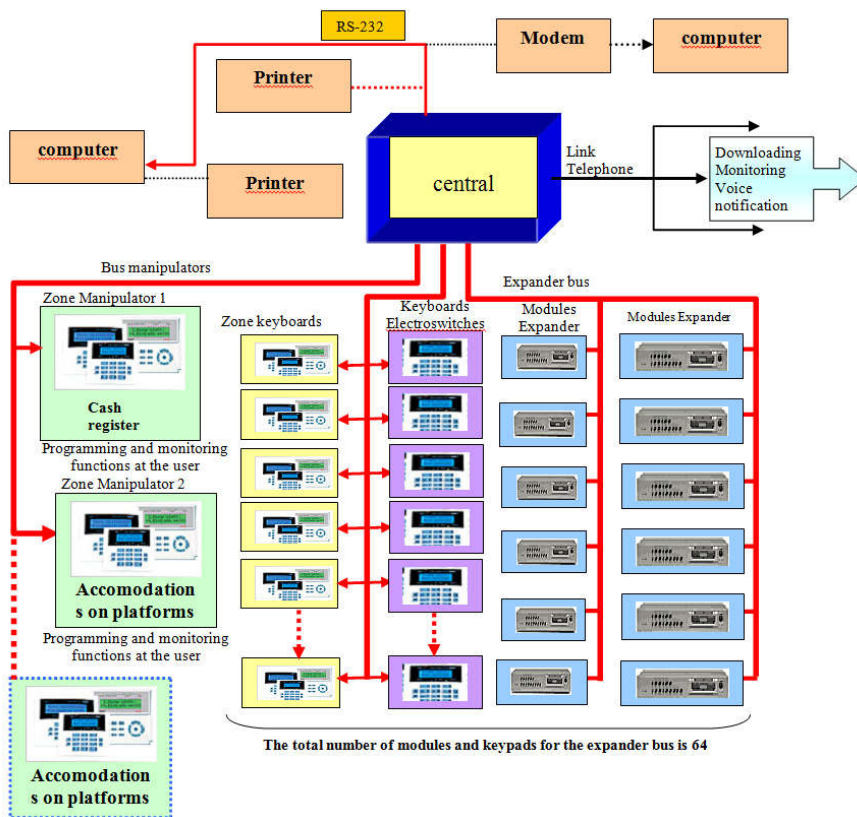 RS-232
Modem
computer
Printer
computer
Printer
central
Link
Telephone
Downloading
Monitoring
Voice
notification
Bus manipulators
Expander bus
Zone Manipulator 1
Zone keyboards
Keyboards
Electroswitches
Modules
Expander
Modules Expander
Cash
register
Programming and monitoring
functions at the user
Zone Manipulator 2
Accomodation
s on platforms
Programming and monitoring
functions at the user
Accomodation
s on platforms
The total number of modules and keypads for the expander bus is 64